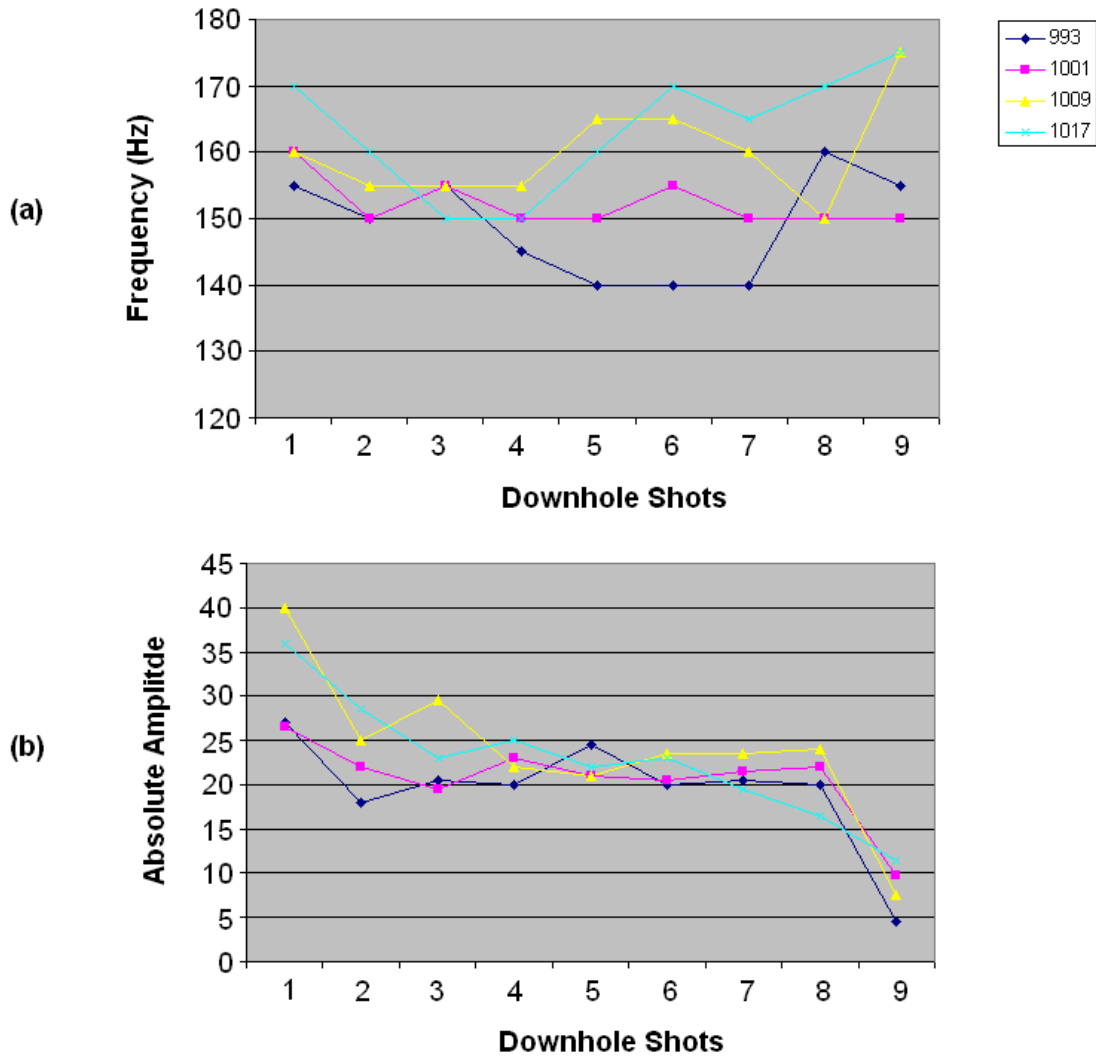 (a)
Frequency (Hz)
180
170
160
150
140
130
120
1 2 3 4 5 6 7 8 9
Downhole Shots
993
1001
1009
1017
(b)
Absolute Amplitde
45
40
35
30
25
20
15
10
5
0
1 2 3 4 5 6 7 8 9
Downhole Shots